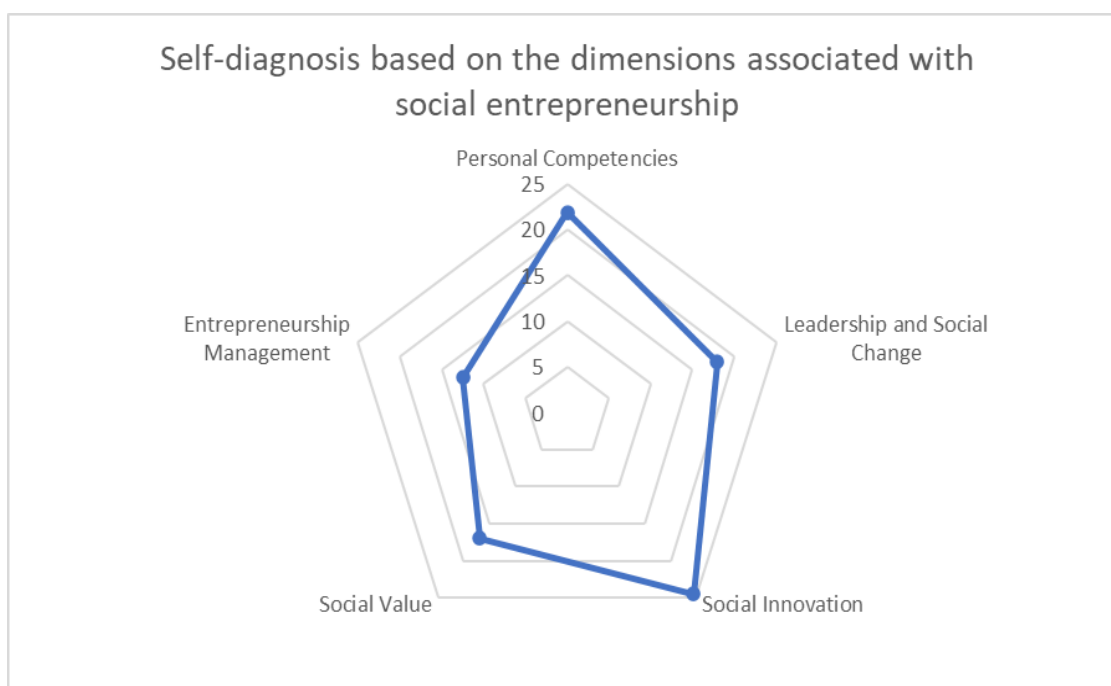 Self-diagnosis based on the dimensions associated with
social entrepreneurship
Personal Competencies
25
20
15
10
5
0
Leadership and Social
Change
Entrepreneurship
Management
Social Value
Social Innovation